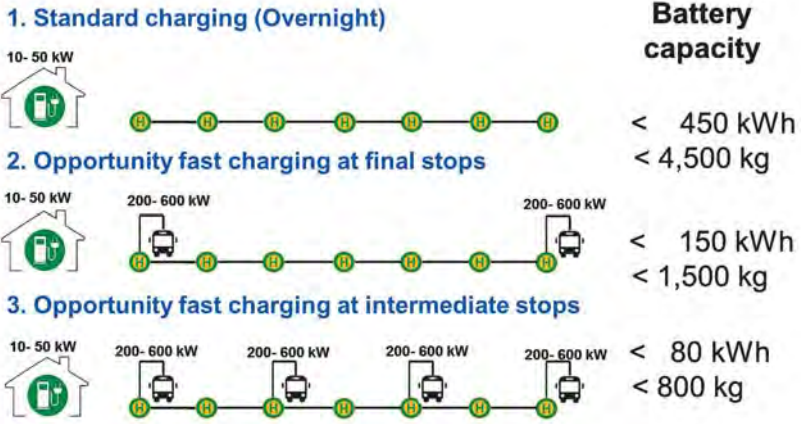 1. Standard charging (Overnight)
Battery
capacity
10- 50 kW
H H H H H H H
< 450 kWh
< 4,500 kg
2. Opportunity fast charging at final stops
10- 50 kW
200- 600 kW
200- 600 kW
H H H H H H H
< 150 kWh
< 1,500 kg
3. Opportunity fast charging at intermediate stops
10- 50 kW
200- 600 kW
200- 600 kW
200- 600 kW
200- 600 kW
H H H H H H H
< 80 kWh
< 800 kg